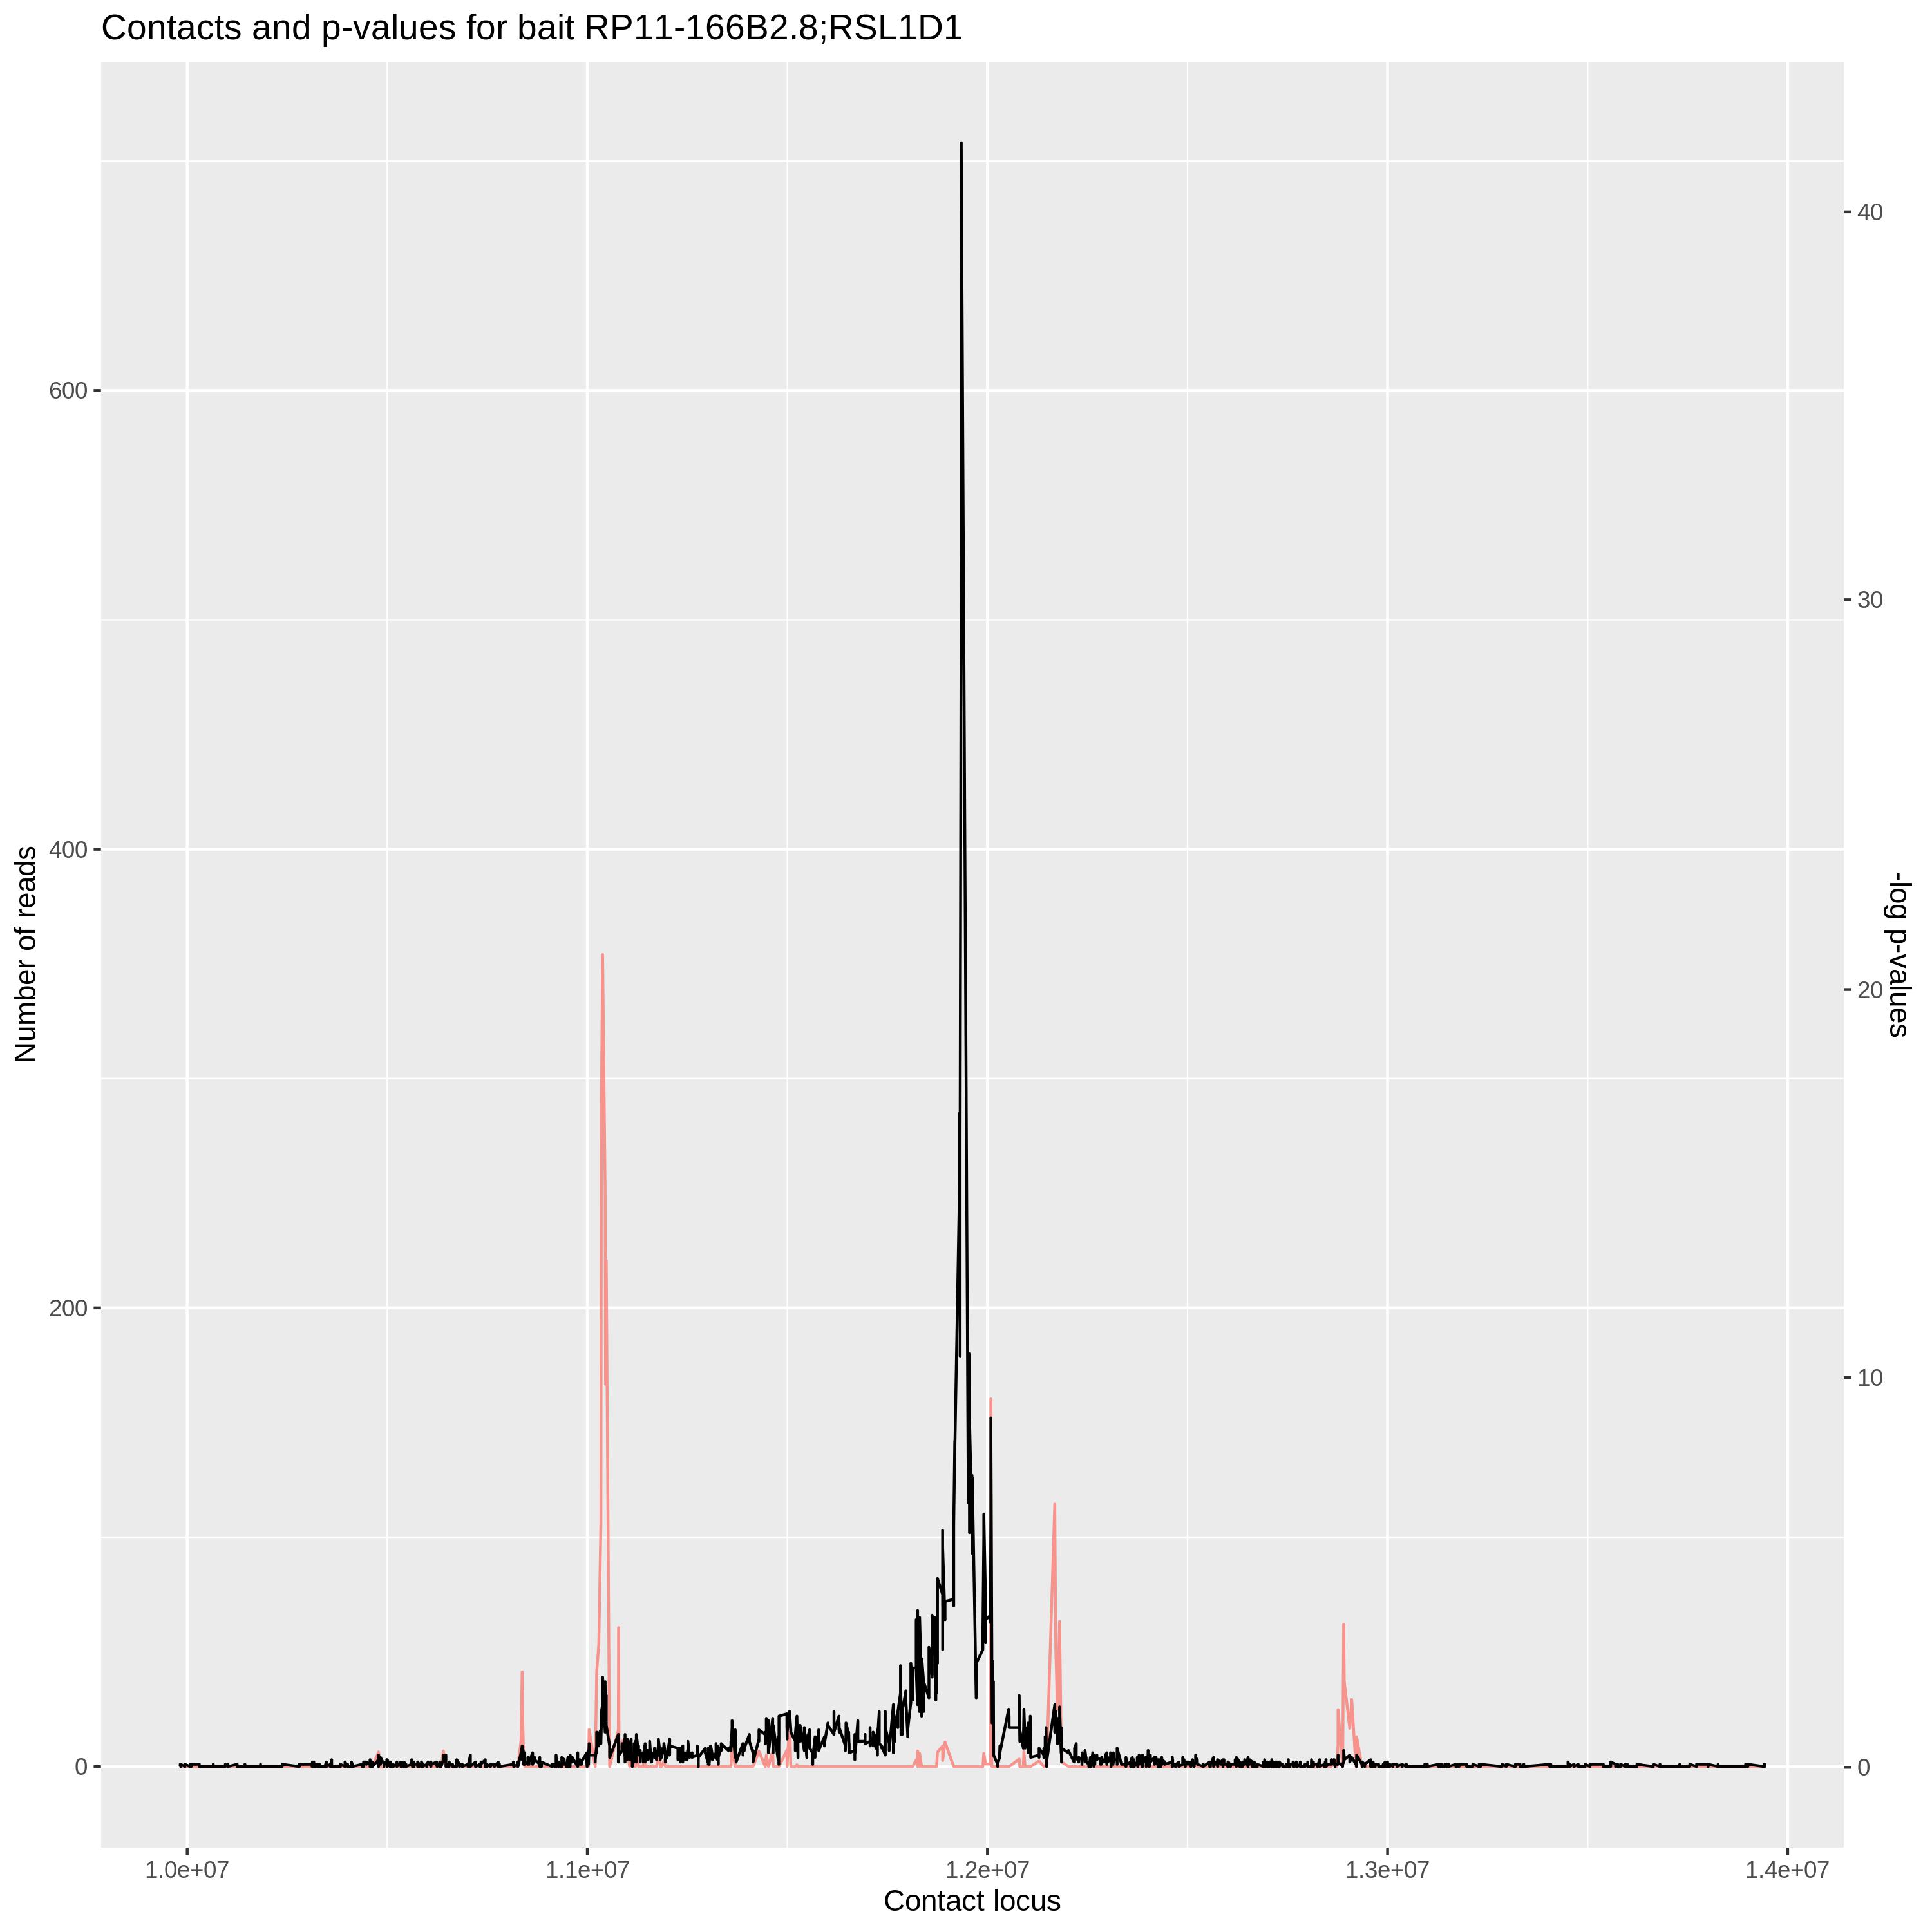 Contacts and p-values for bait RP11-166B2.8;RSL1D1
600
400
200
0
Number of reads
40
30
20
10
0
-log p-values
1.0e+07 1.1e+07 1.2e+07 1.3e+07 1.4e+07
Contact locus